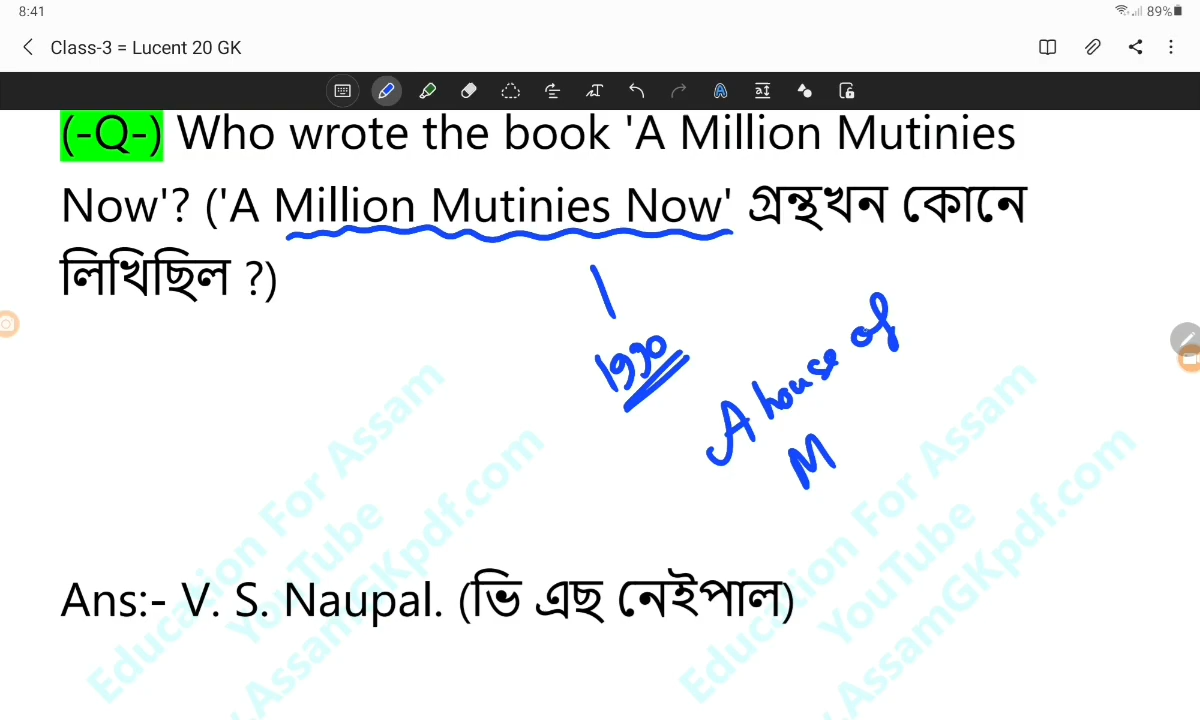 8:41
89%
Class-3 = Lucent 20 GK
(-Q-) Who wrote the book 'A Million Mutinies
Now'? ('A Million Mutinies Now' গ্ৰন্থখন কোনে
লিখিছিল ?)
1990
A house of
M
Ans:- V. S. Naupal. (ভি এছ নেইপাল)
Education For Assam
YouTube
.AssamGKpdf.com
Education For Assam
YouTube
.AssamGKpdf.com